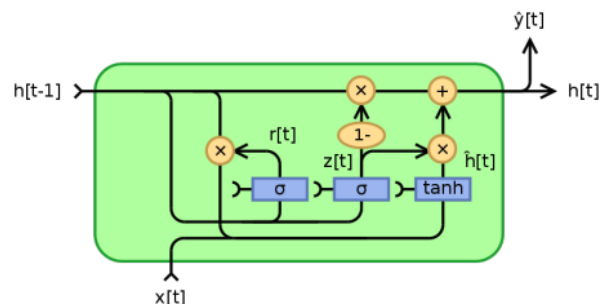 ŷ[t]
h[t-1]
×
+
h[t]
r[t]
1-
×
z[t]
×
ĥ[t]
σ
σ
tanh
x[t]